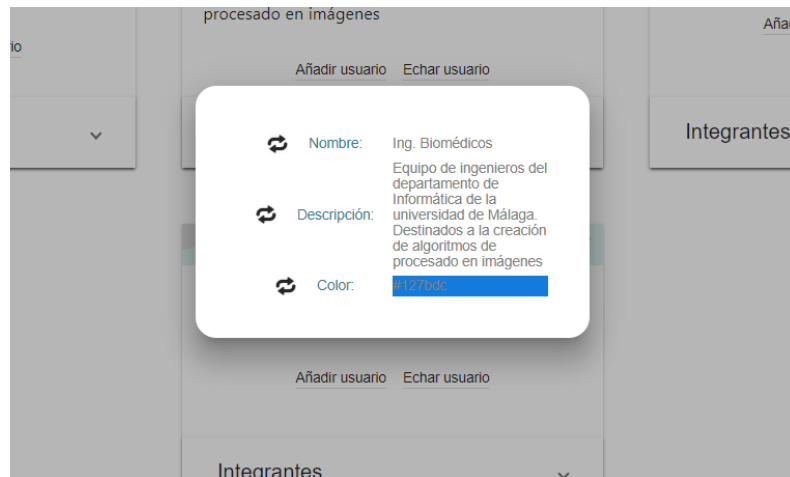 procesado en imágenes
io
Aña
Añadir usuario Echar usuario
Integrantes
Nombre: Ing. Biomédicos
Equipo de ingenieros del
departamento de
Informática de la
Descripción: universidad de Málaga.
Destinados a la creación
de algoritmos de
procesado en imágenes
Color: #127bdc
Añadir usuario Echar usuario
Integrantes